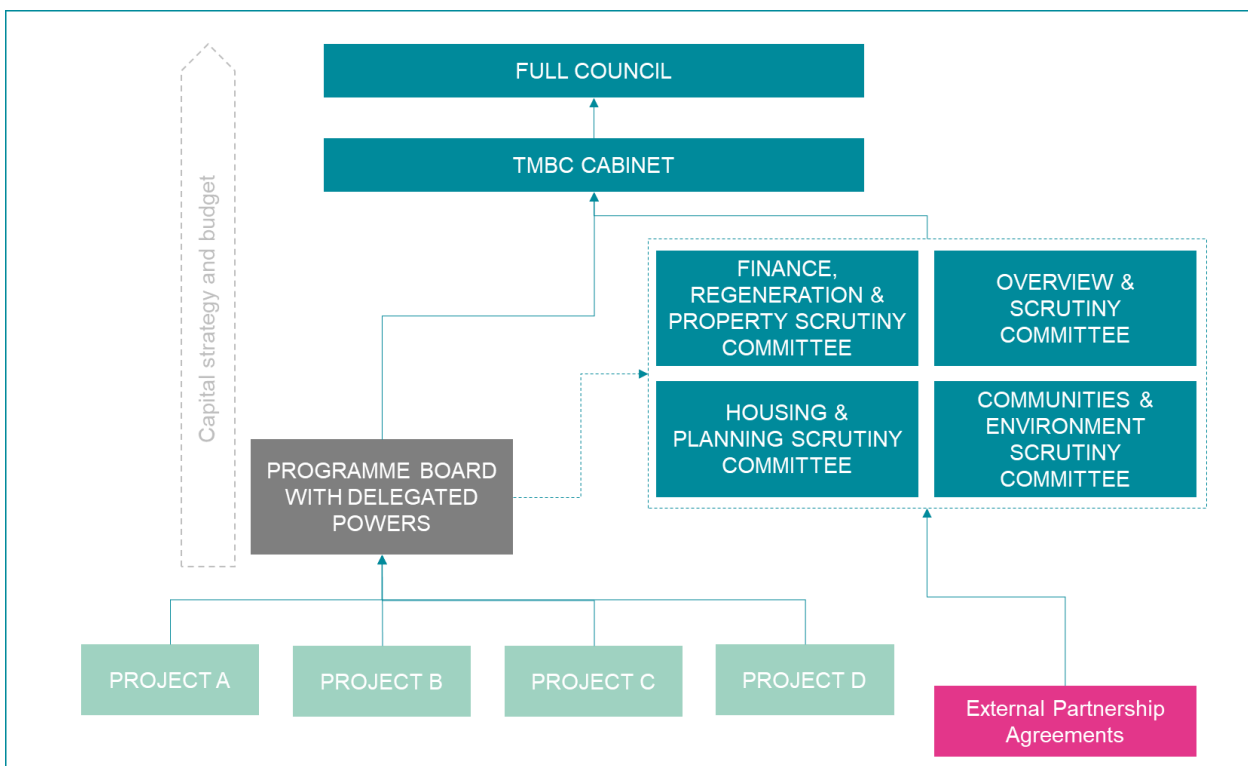 FULL COUNCIL
TMBC CABINET
Capital strategy and budget
FINANCE,
REGENERATION &
PROPERTY SCRUTINY
COMMITTEE
OVERVIEW &
SCRUTINY
COMMITTEE
HOUSING &
PLANNING SCRUTINY
COMMITTEE
COMMUNITIES &
ENVIRONMENT
SCRUTINY
COMMITTEE
PROGRAMME BOARD
WITH DELEGATED
POWERS
PROJECT A
PROJECT B
PROJECT C
PROJECT D
External Partnership
Agreements